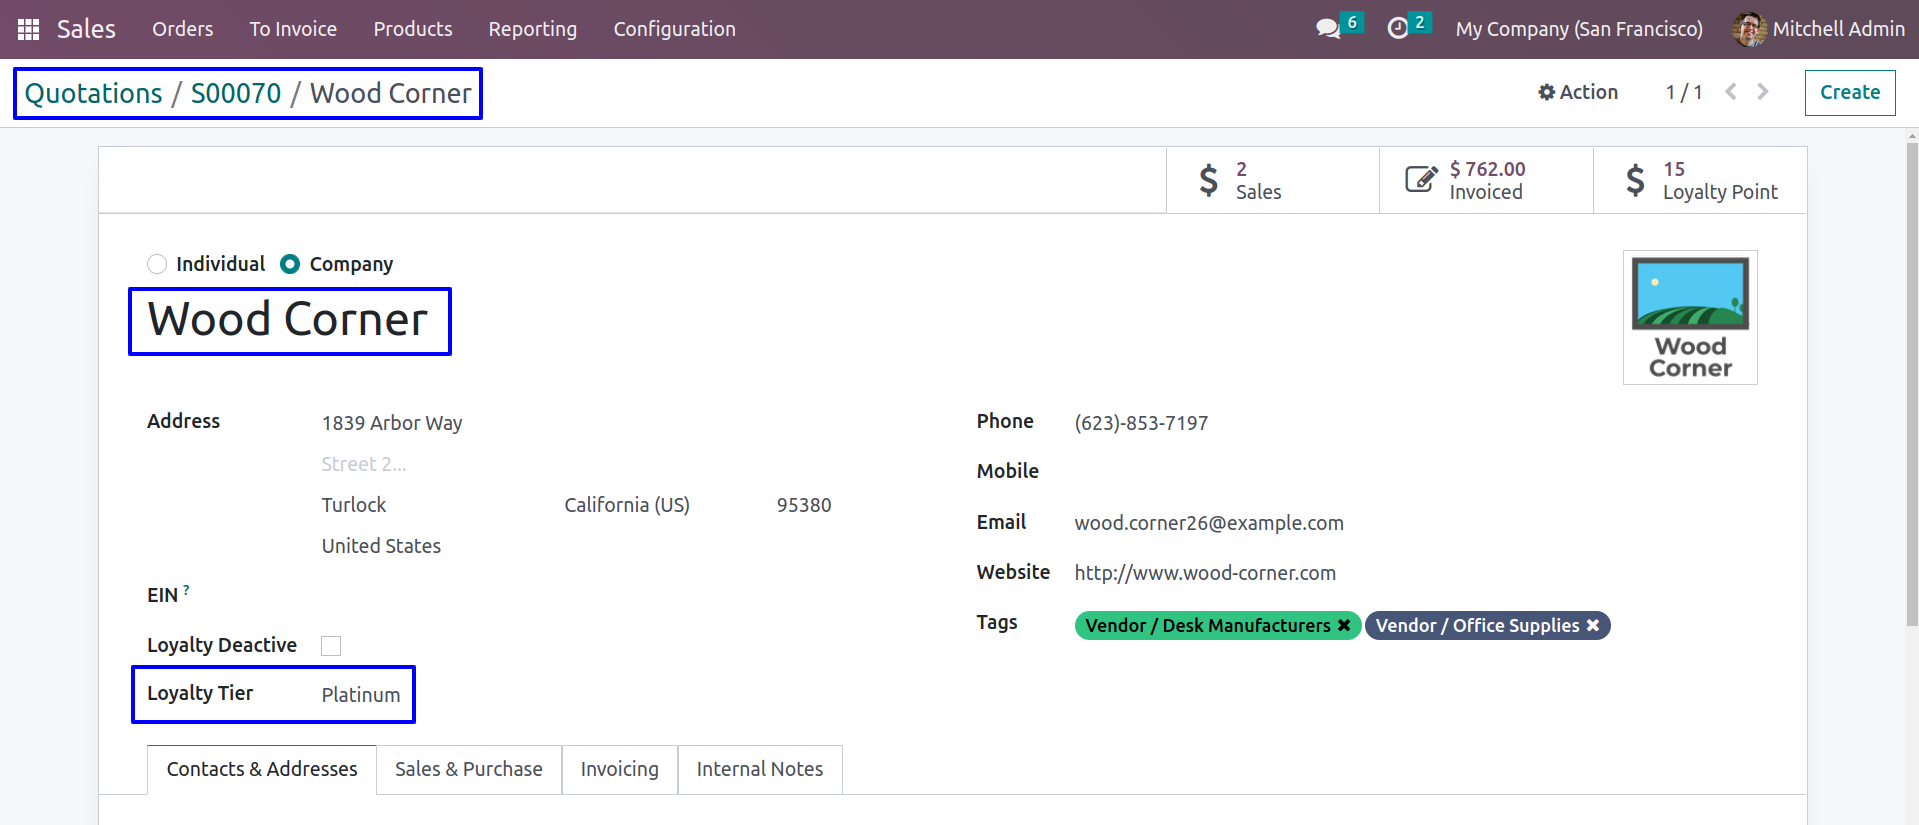 Sales Orders To Invoice Products Reporting Configuration 6 2 My Company (San Francisco) Mitchell Admin
Quotations / S00070 / Wood Corner Action 1 / 1 Create
2 Sales
$ 762.00 Invoiced
15 Loyalty Point
Individual Company
Wood Corner
Wood
Corner
Address 1839 Arbor Way
Street 2...
Turlock California (US) 95380
United States
EIN ?
Loyalty Deactive
Loyalty Tier Platinum
Phone (623)-853-7197
Mobile
Email wood.corner26@example.com
Website http://www.wood-corner.com
Tags Vendor / Desk Manufacturers ✖ Vendor / Office Supplies ✖
Contacts & Addresses Sales & Purchase Invoicing Internal Notes